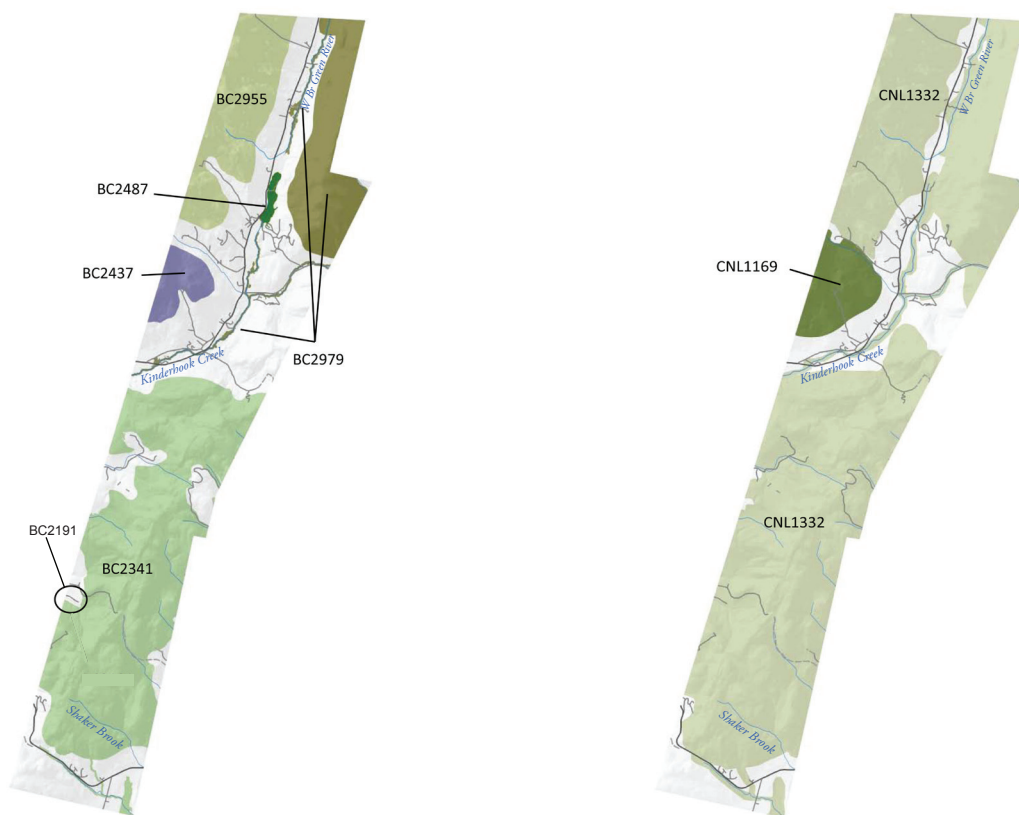 BC2955
W Br Green River
BC2487
BC2437
BC2979
Kinderhook Creek
BC2191
BC2341
Shaker Brook
CNL1332
W Br Green River
CNL1169
Kinderhook Creek
CNL1332
Shaker Brook